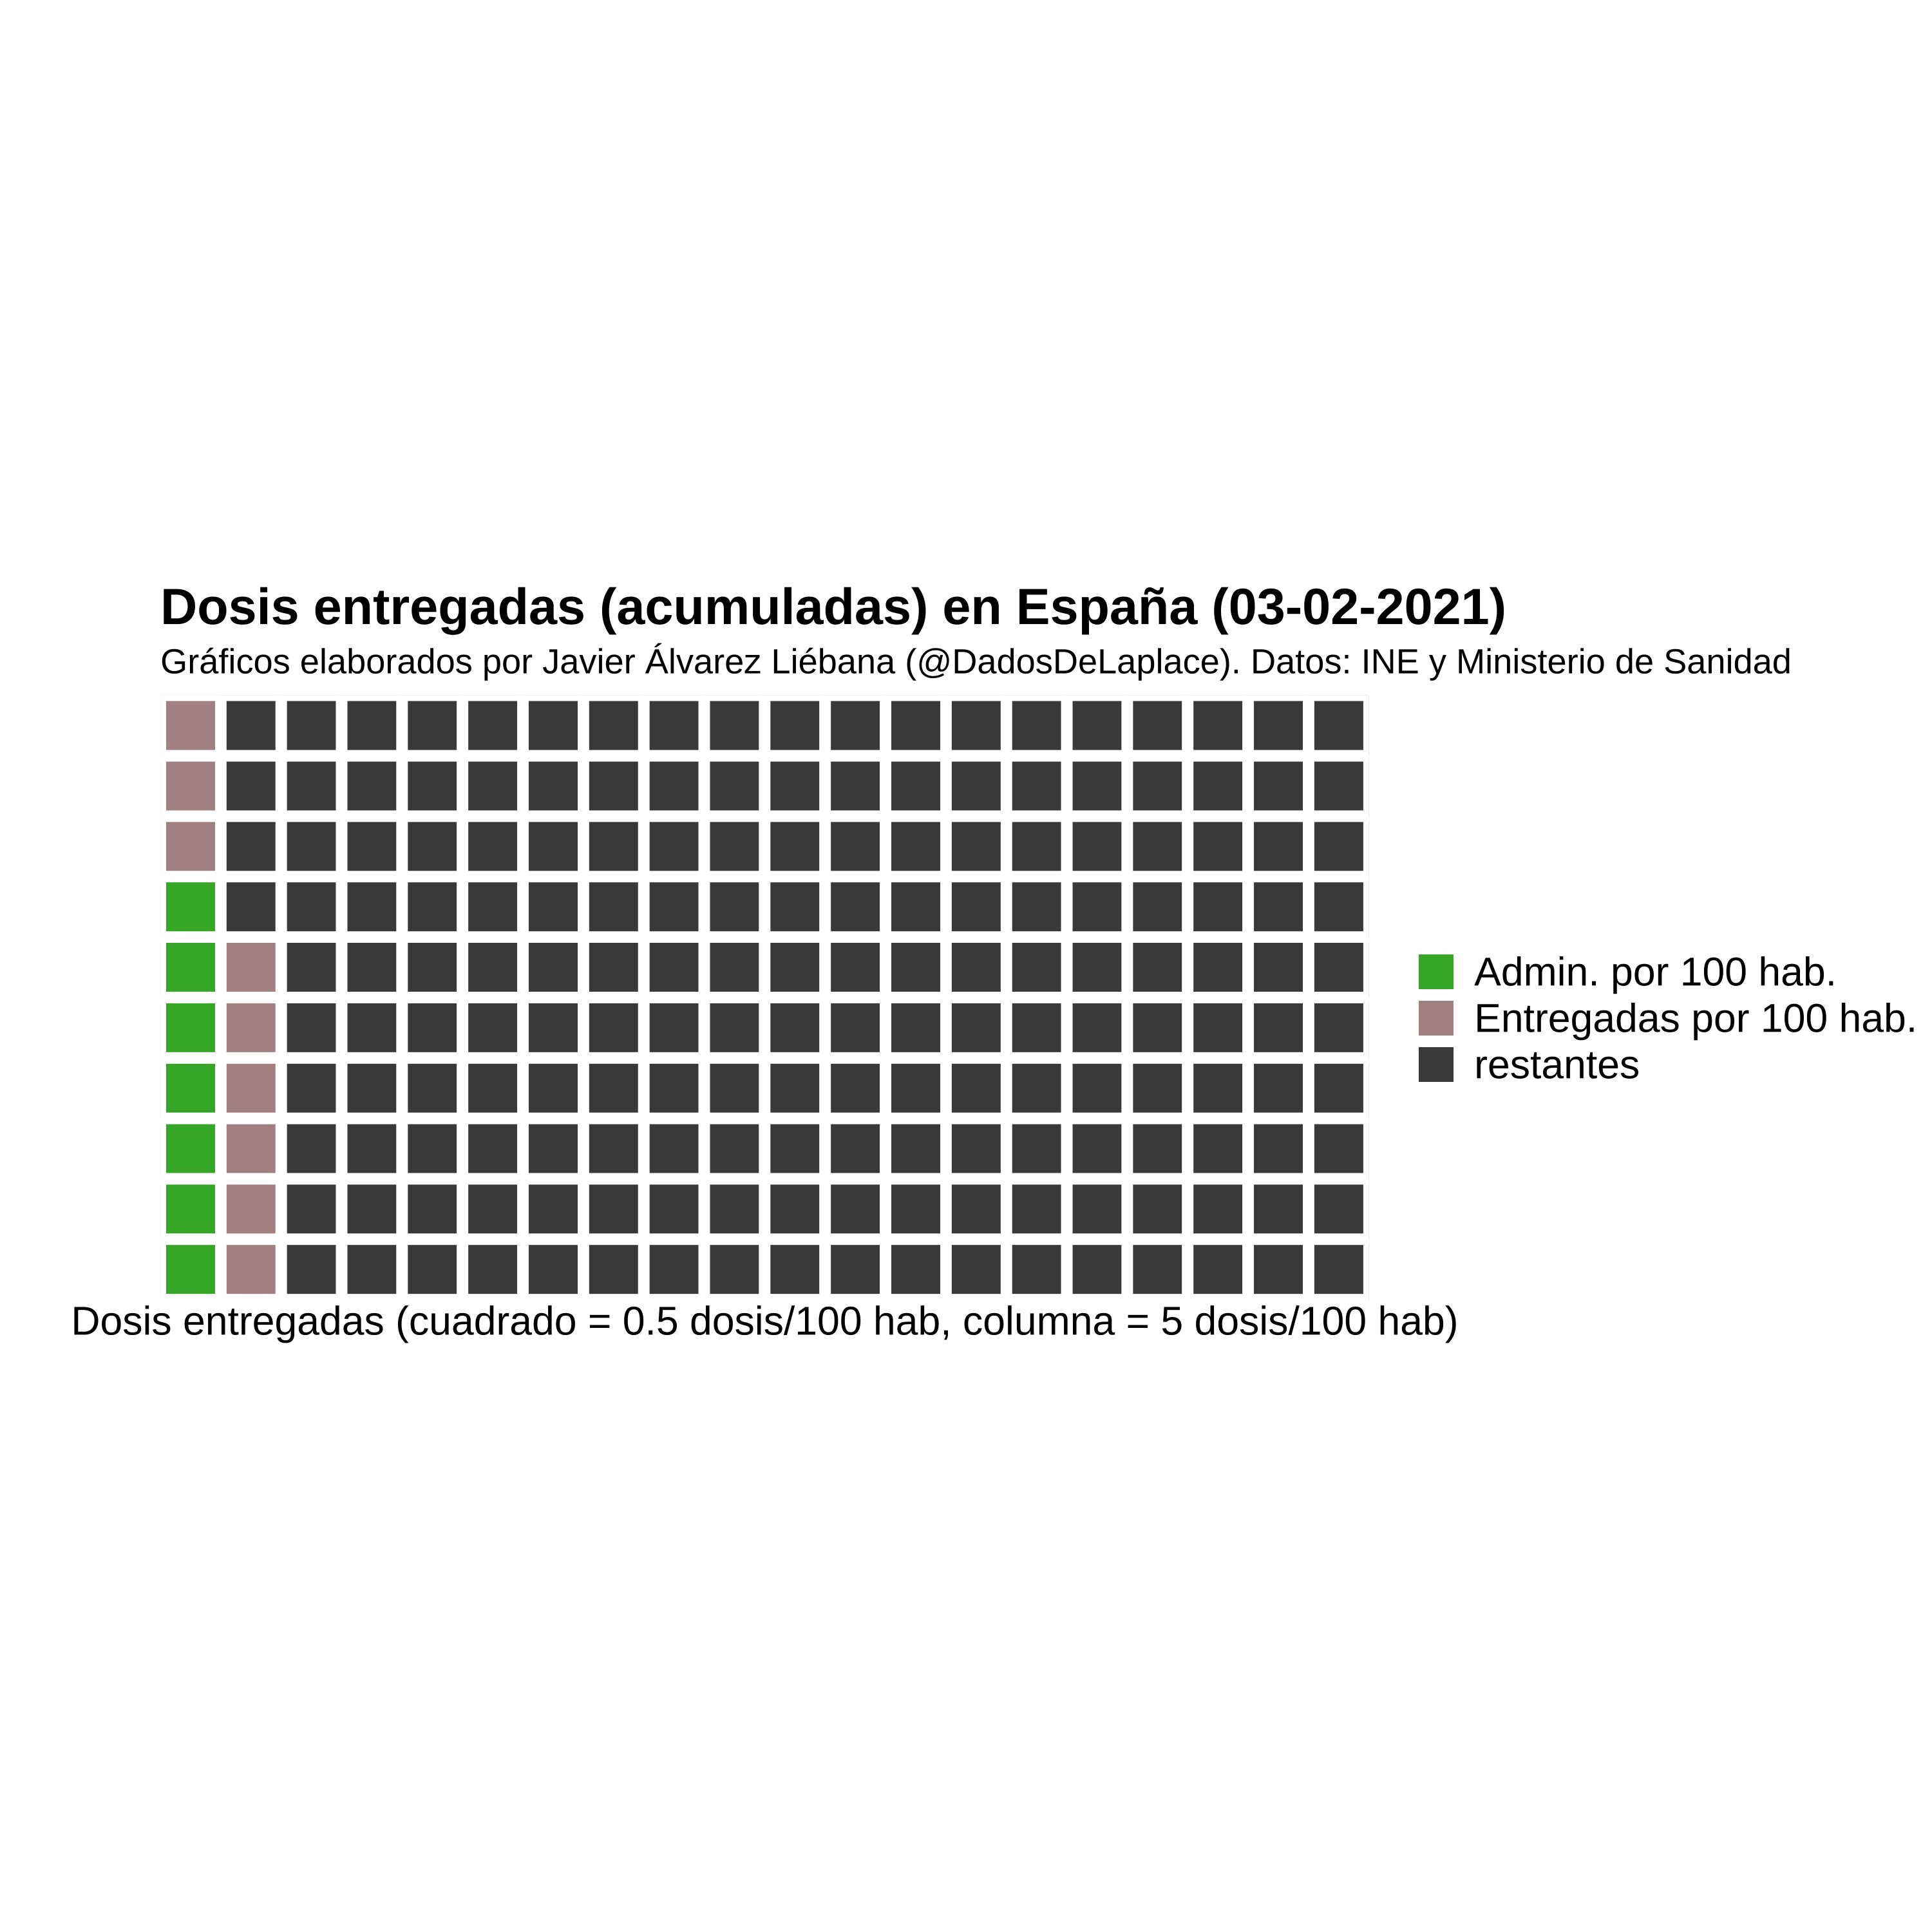 Dosis entregadas (acumuladas) en España (03-02-2021)
Gráficos elaborados por Javier Álvarez Liébana (@DadosDeLaplace). Datos: INE y Ministerio de Sanidad
Admin. por 100 hab.
Entregadas por 100 hab.
restantes
Dosis entregadas (cuadrado = 0.5 dosis/100 hab, columna = 5 dosis/100 hab)